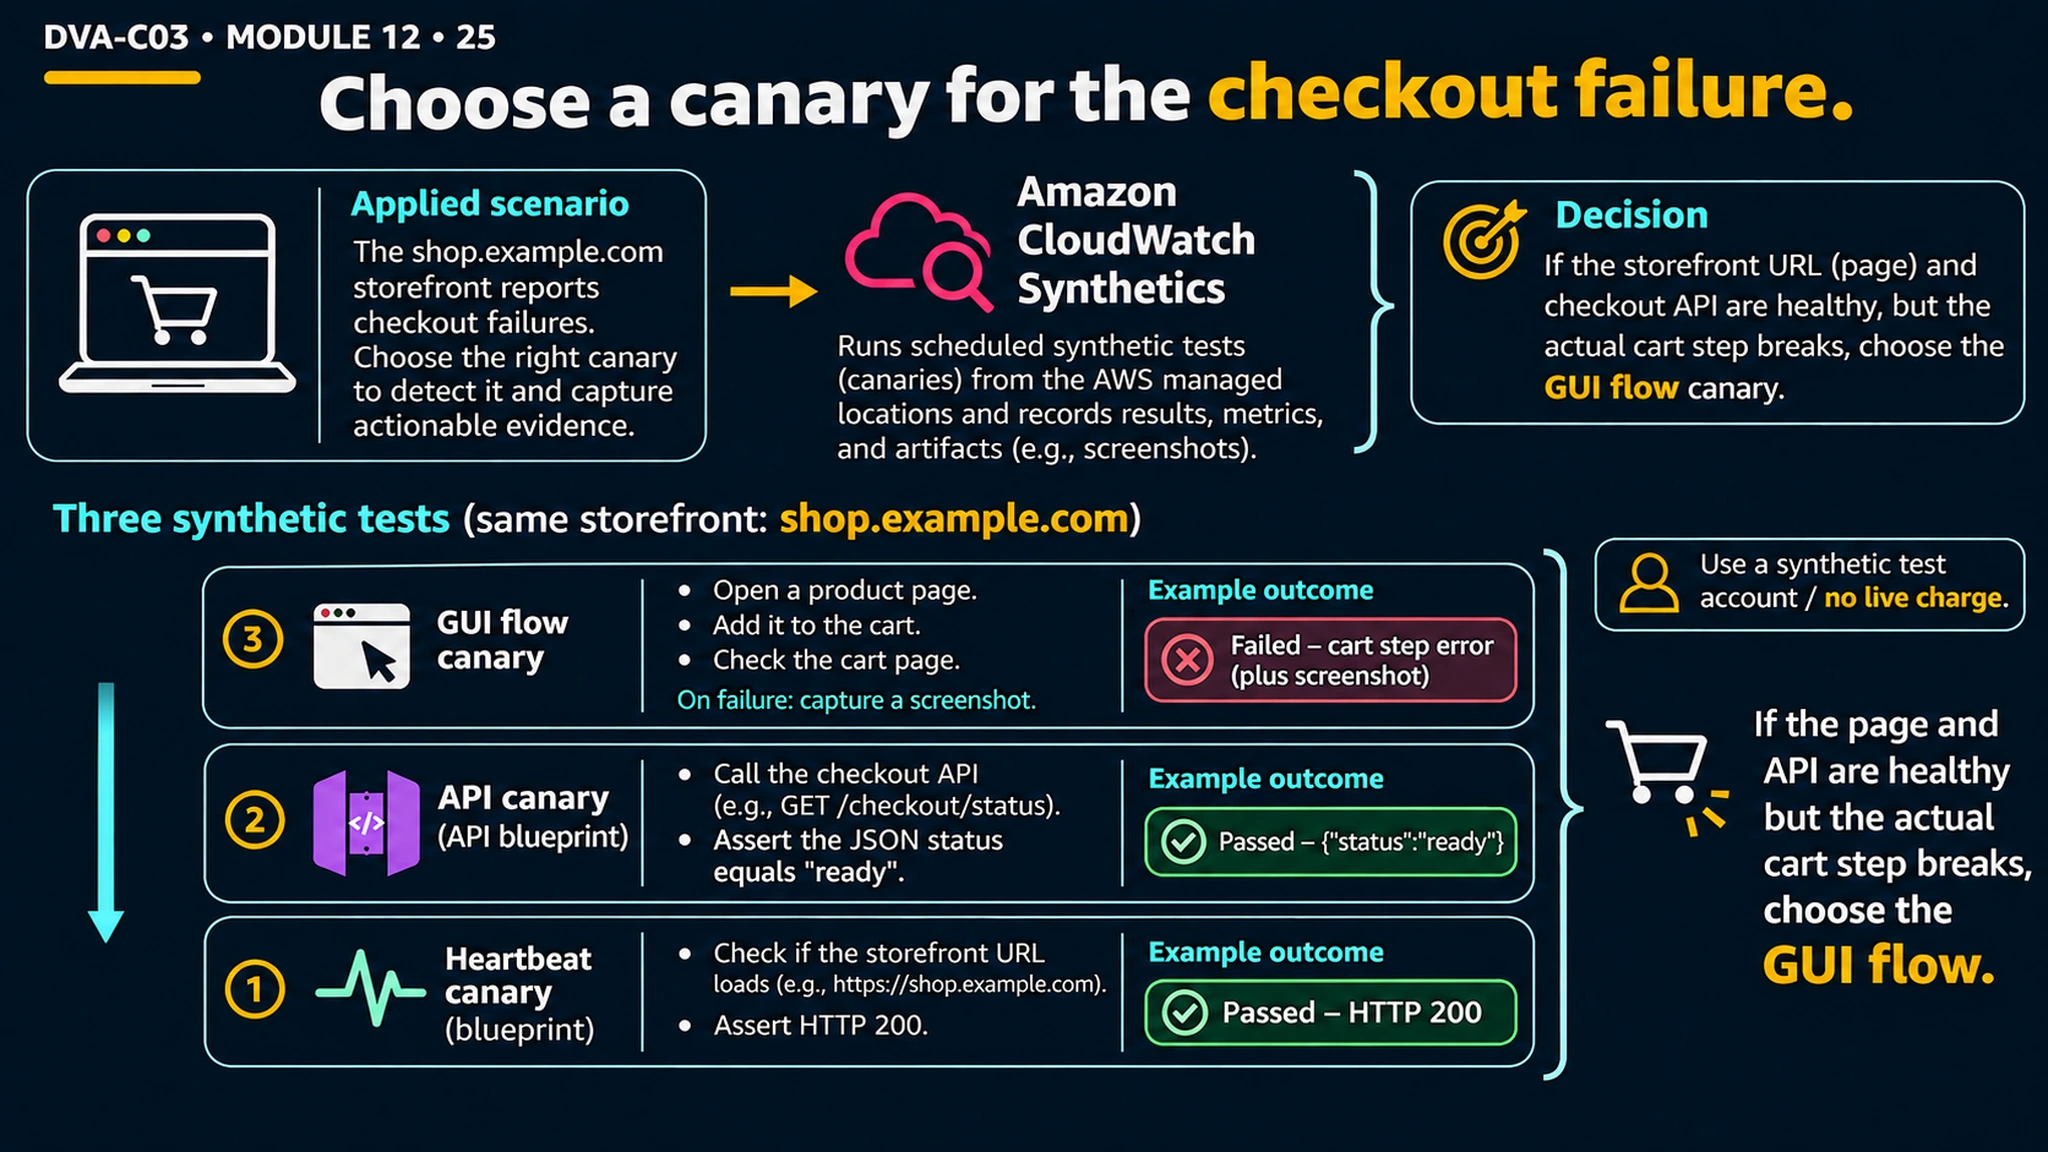 DVA-C03 • MODULE 12 • 25
Choose a canary for the checkout failure.
Applied scenario
The shop.example.com
storefront reports
checkout failures.
Choose the right canary
to detect it and capture
actionable evidence.
Amazon
CloudWatch
Synthetics
Runs scheduled synthetic tests
(canaries) from the AWS managed
locations and records results, metrics,
and artifacts (e.g., screenshots).
Decision
If the storefront URL (page) and
checkout API are healthy, but the
actual cart step breaks, choose the
GUI flow canary.
Three synthetic tests (same storefront: shop.example.com)
3
GUI flow
canary
• Open a product page.
• Add it to the cart.
• Check the cart page.
On failure: capture a screenshot.
Example outcome
Failed – cart step error
(plus screenshot)
2
API canary
(API blueprint)
</>
• Call the checkout API
(e.g., GET /checkout/status).
• Assert the JSON status
equals "ready".
Example outcome
Passed – {"status":"ready"}
1
Heartbeat
canary
(blueprint)
• Check if the storefront URL
loads (e.g., https://shop.example.com).
• Assert HTTP 200.
Example outcome
Passed – HTTP 200
Use a synthetic test
account / no live charge.
If the page and
API are healthy
but the actual
cart step breaks,
choose the
GUI flow.